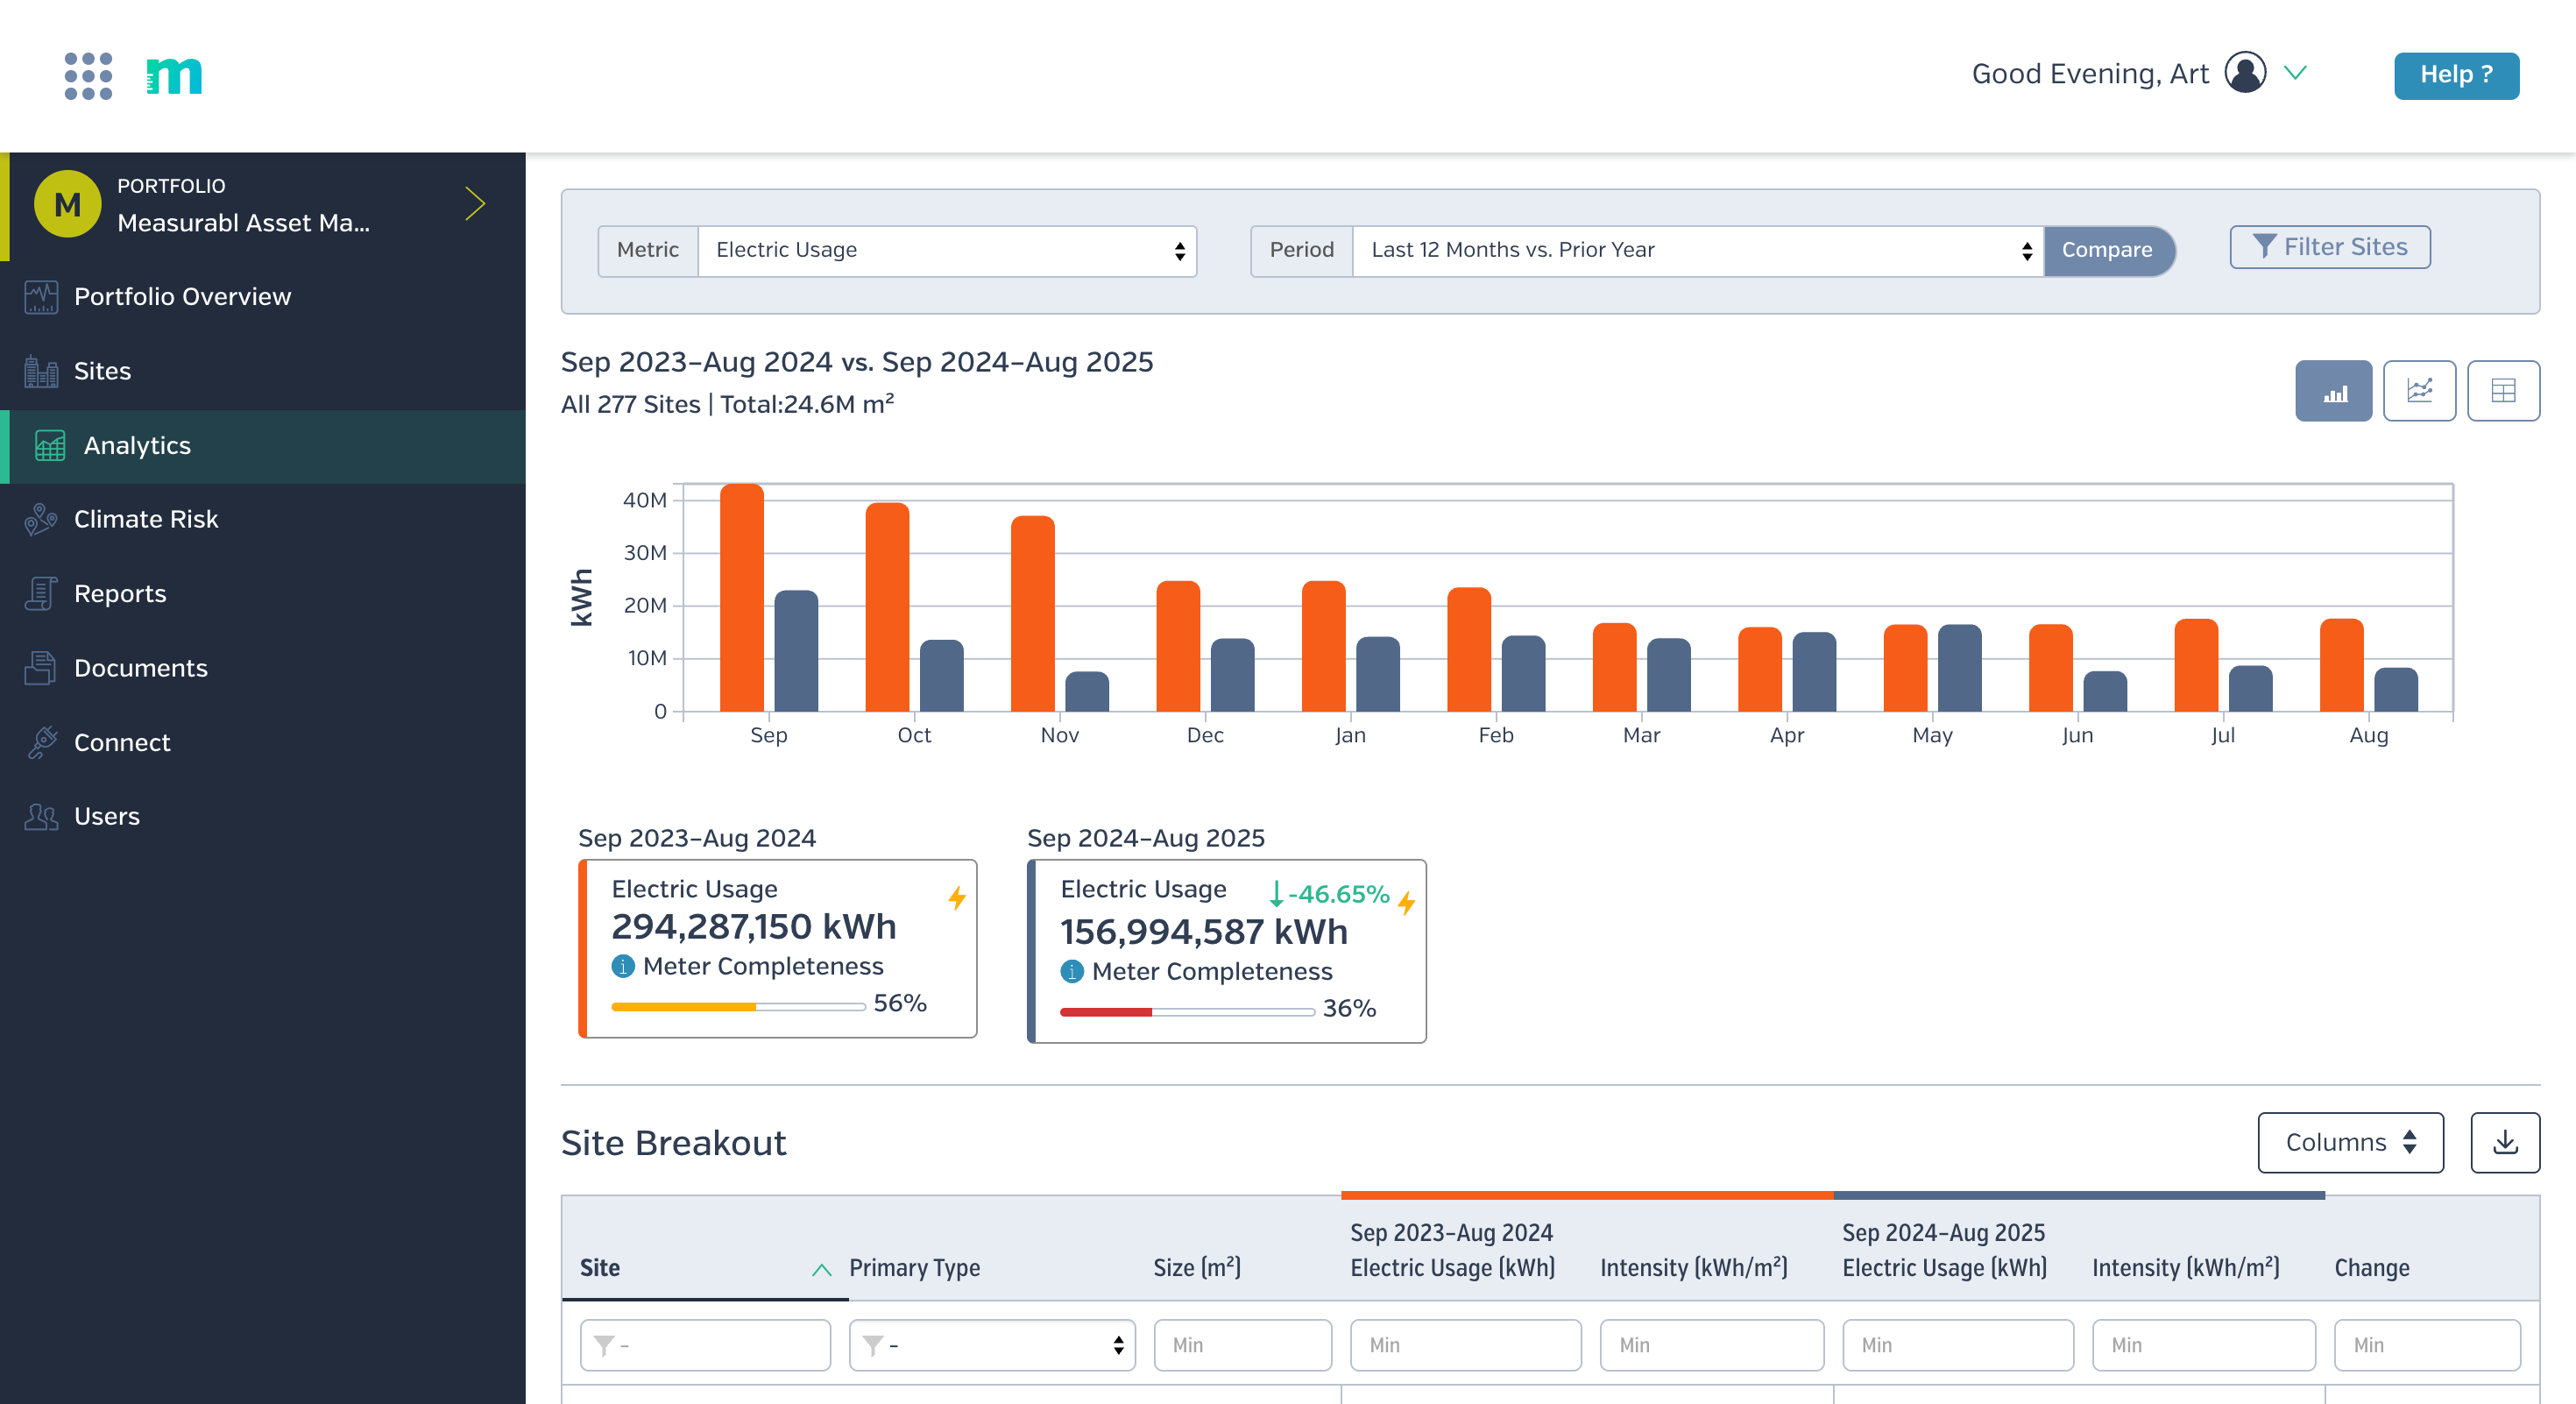 m
Good Evening, Art
Help ?
M
PORTFOLIO
Measurabl Asset Ma...
Portfolio Overview
Sites
Analytics
Climate Risk
Reports
Documents
Connect
Users
Metric
Electric Usage
Period
Last 12 Months vs. Prior Year
Compare
Filter Sites
Sep 2023–Aug 2024 vs. Sep 2024–Aug 2025
All 277 Sites | Total:24.6M m²
kWh
40M
30M
20M
10M
0
Sep Oct Nov Dec Jan Feb Mar Apr May Jun Jul Aug
Sep 2023–Aug 2024
Electric Usage
294,287,150 kWh
i Meter Completeness
56%
Sep 2024–Aug 2025
Electric Usage ↓-46.65%
156,994,587 kWh
i Meter Completeness
36%
Site Breakout
Columns
Sep 2023–Aug 2024 Sep 2024–Aug 2025
Site Primary Type Size (m²) Electric Usage (kWh) Intensity (kWh/m²) Electric Usage (kWh) Intensity (kWh/m²) Change
- - Min Min Min Min Min Min